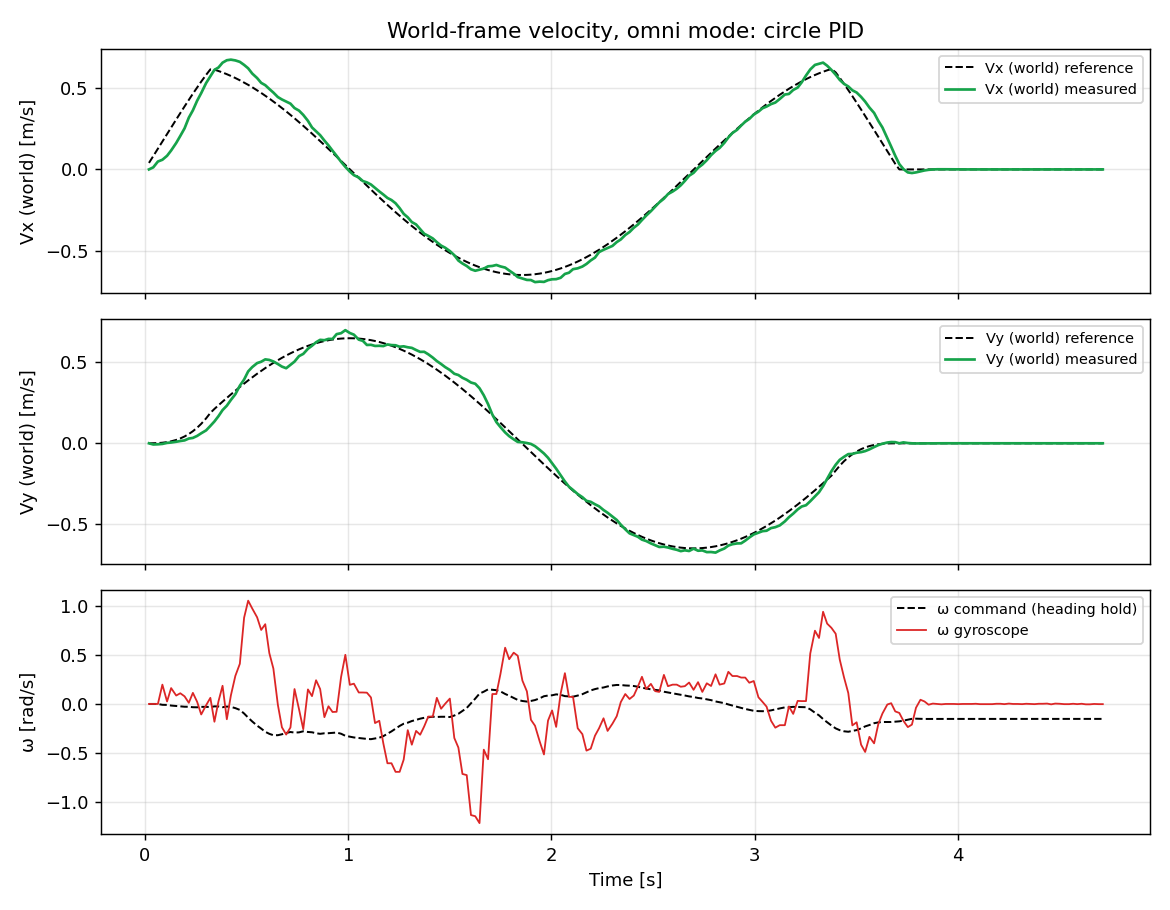 World-frame velocity, omni mode: circle PID
Vx (world) [m/s]
0.5
0.0
−0.5
Vx (world) reference
Vx (world) measured
Vy (world) [m/s]
0.5
0.0
−0.5
Vy (world) reference
Vy (world) measured
ω [rad/s]
1.0
0.5
0.0
−0.5
−1.0
ω command (heading hold)
ω gyroscope
0 1 2 3 4
Time [s]